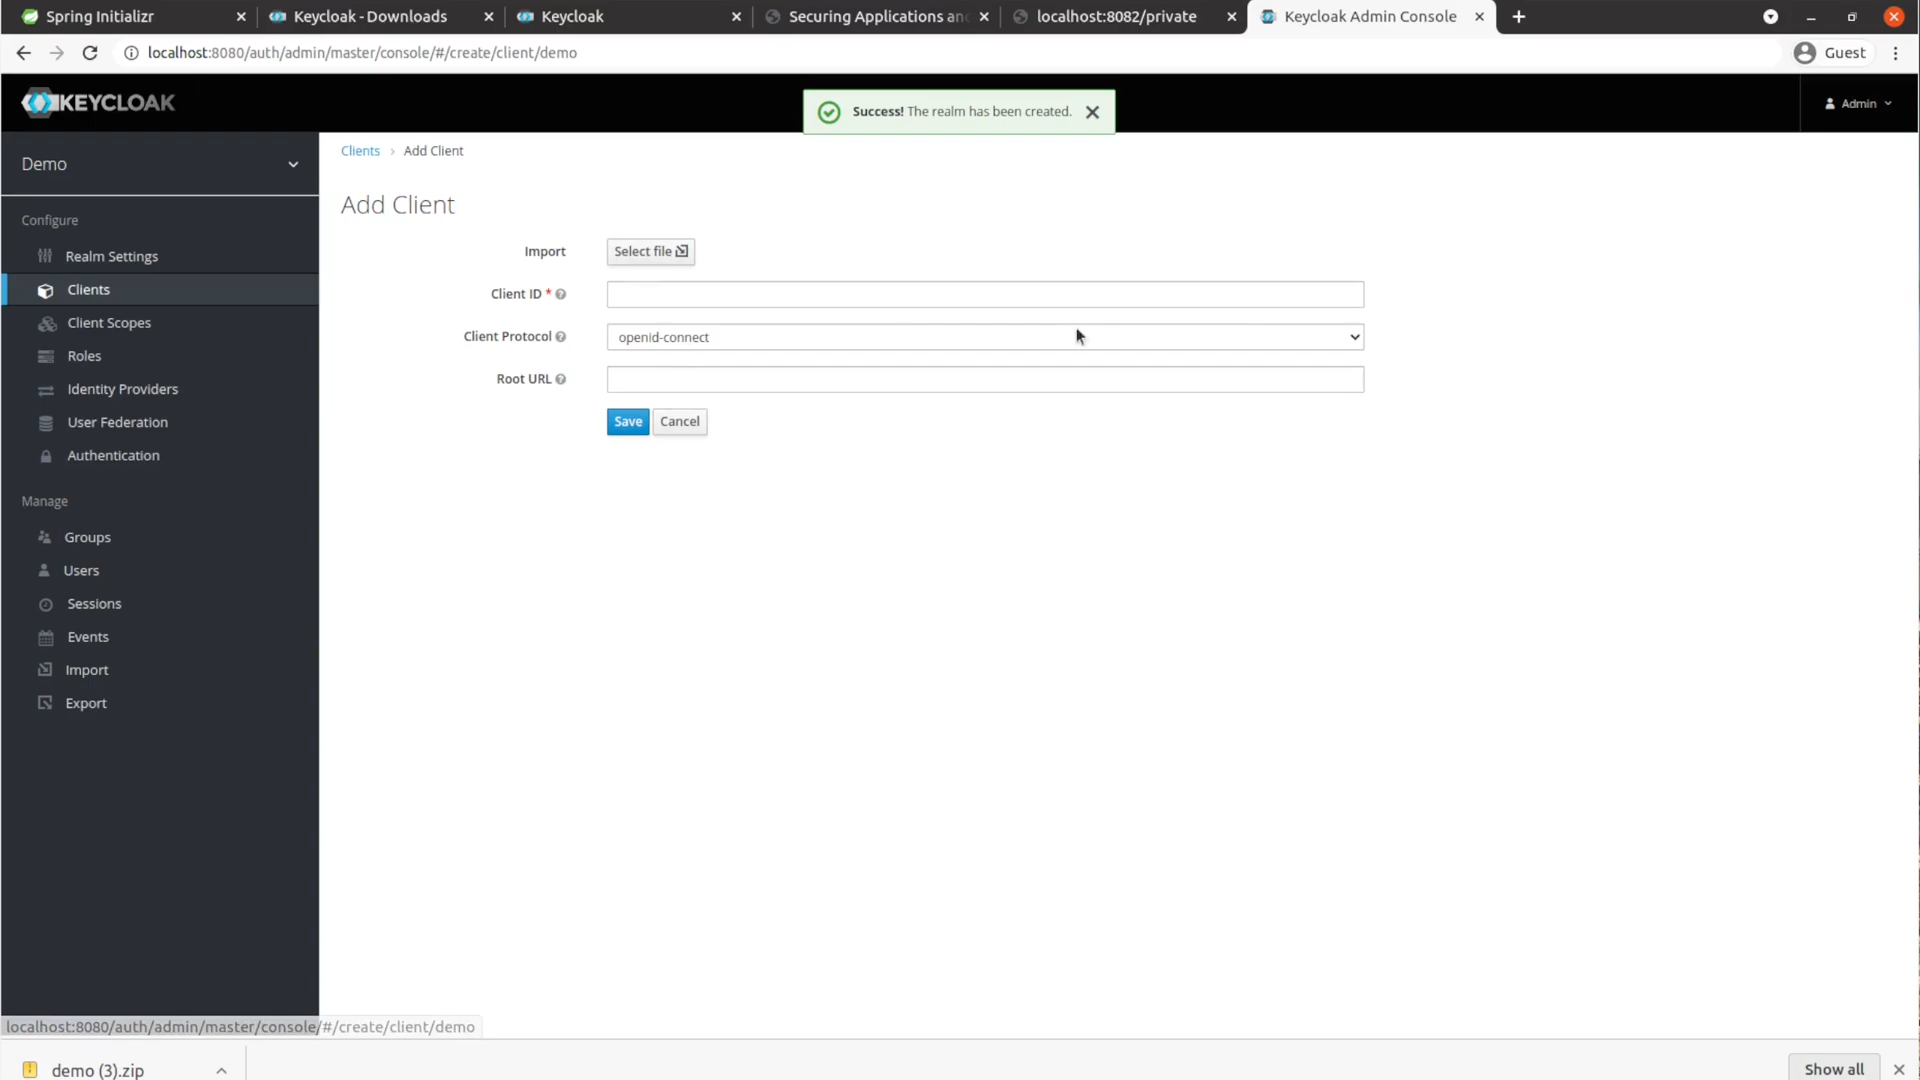 Spring Initializr
Keycloak - Downloads
Keycloak
Securing Applications an
localhost:8082/private
Keycloak Admin Console
localhost:8080/auth/admin/master/console/#/create/client/demo
Guest
KEYCLOAK
Success! The realm has been created.
Admin
Demo
Clients > Add Client
Add Client
Configure
Realm Settings
Clients
Client Scopes
Roles
Identity Providers
User Federation
Authentication
Manage
Groups
Users
Sessions
Events
Import
Export
Import
Select file
Client ID *
Client Protocol
openid-connect
Root URL
Save
Cancel
localhost:8080/auth/admin/master/console/#/create/client/demo
demo (3).zip
Show all